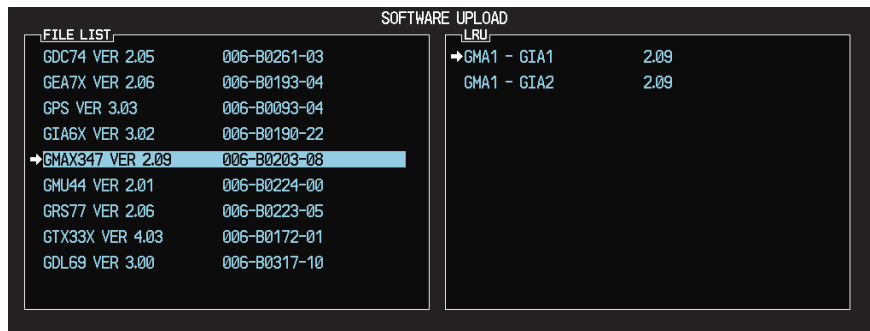 SOFTWARE UPLOAD
FILE LIST
GDC74 VER 2.05 006-B0261-03
GEA7X VER 2.06 006-B0193-04
GPS VER 3.03 006-B0093-04
GIA6X VER 3.02 006-B0190-22
GMAX347 VER 2.09 006-B0203-08
GMU44 VER 2.01 006-B0224-00
GRS77 VER 2.06 006-B0223-05
GTX33X VER 4.03 006-B0172-01
GDL69 VER 3.00 006-B0317-10
LRU
GMA1 - GIA1 2.09
GMA1 - GIA2 2.09